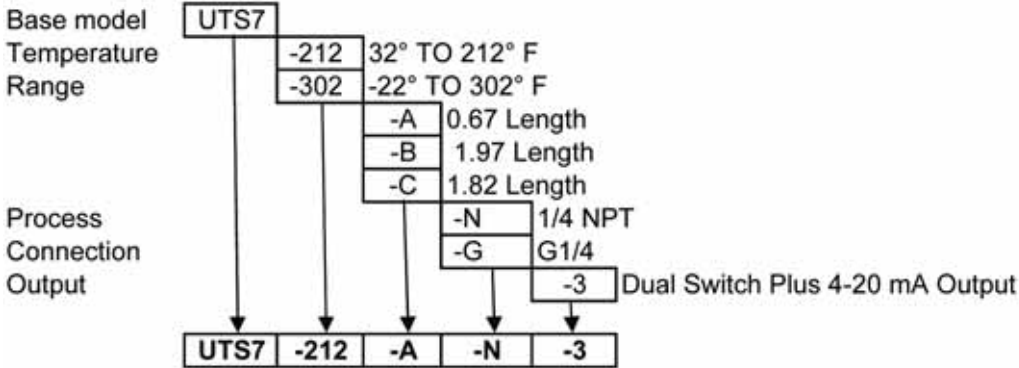 Base model UTS7
Temperature -212 32° TO 212° F
Range -302 -22° TO 302° F
-A 0.67 Length
-B 1.97 Length
-C 1.82 Length
Process -N 1/4 NPT
Connection -G G1/4
Output -3 Dual Switch Plus 4-20 mA Output
UTS7 -212 -A -N -3